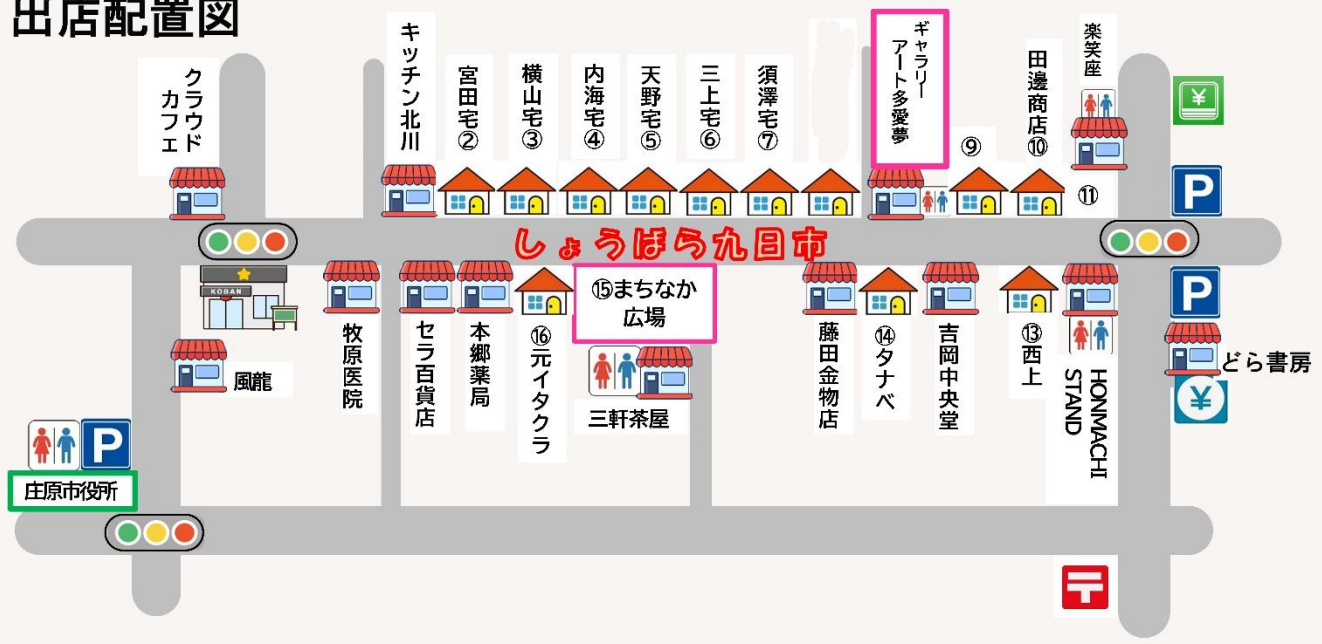 出店配置図
クラウド
カフェ
キッチン北川
宮田宅②
横山宅③
内海宅④
天野宅⑤
三上宅⑥
須澤宅⑦
ギャラリー
アート多愛夢
⑨
田邊商店⑩
楽笑座
⑪
¥
P
しょうばら九日市
KOBAN
牧原医院
セラ百貨店
本郷薬局
⑯元イタクラ
⑮まちなか
広場
三軒茶屋
藤田金物店
⑭タナベ
吉岡中央堂
⑬西上
HONMACHI
STAND
P
どら書房
¥
風龍
P
庄原市役所
〒